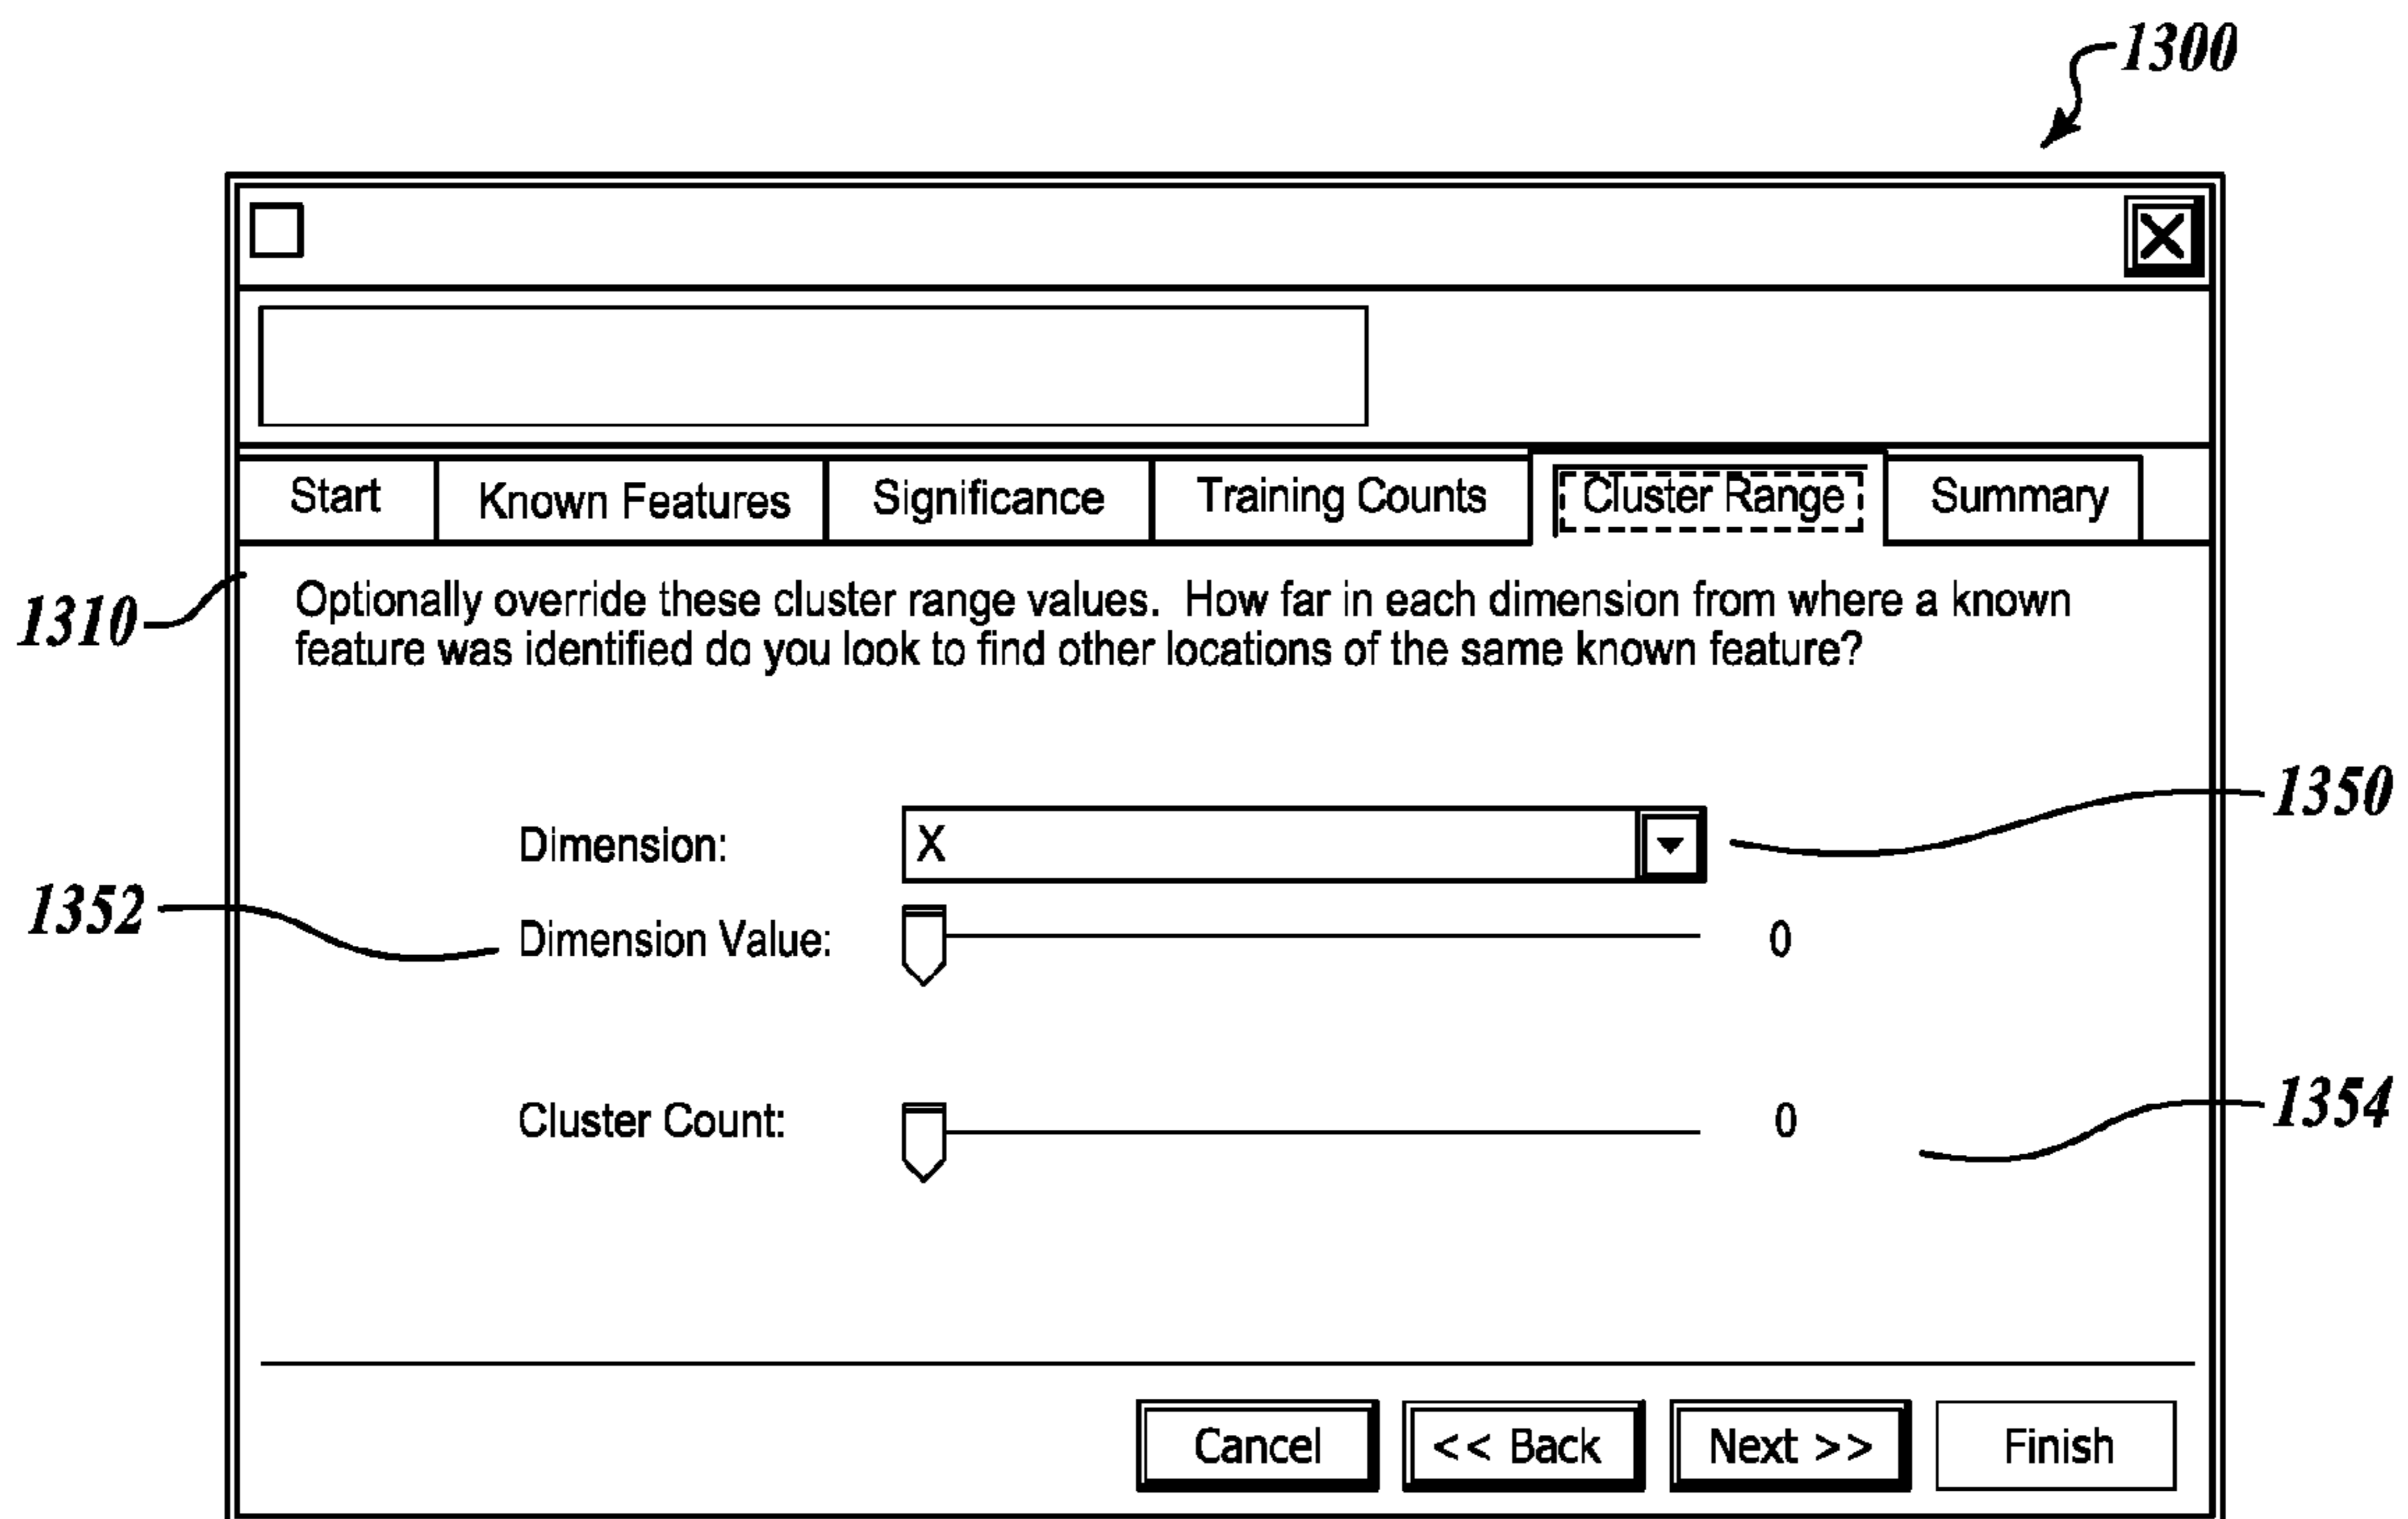 1300
Start Known Features Significance Training Counts Cluster Range Summary
1310
Optionally override these cluster range values. How far in each dimension from where a known
feature was identified do you look to find other locations of the same known feature?
Dimension: X
1350
1352
Dimension Value: 0
Cluster Count: 0
1354
Cancel << Back Next >> Finish